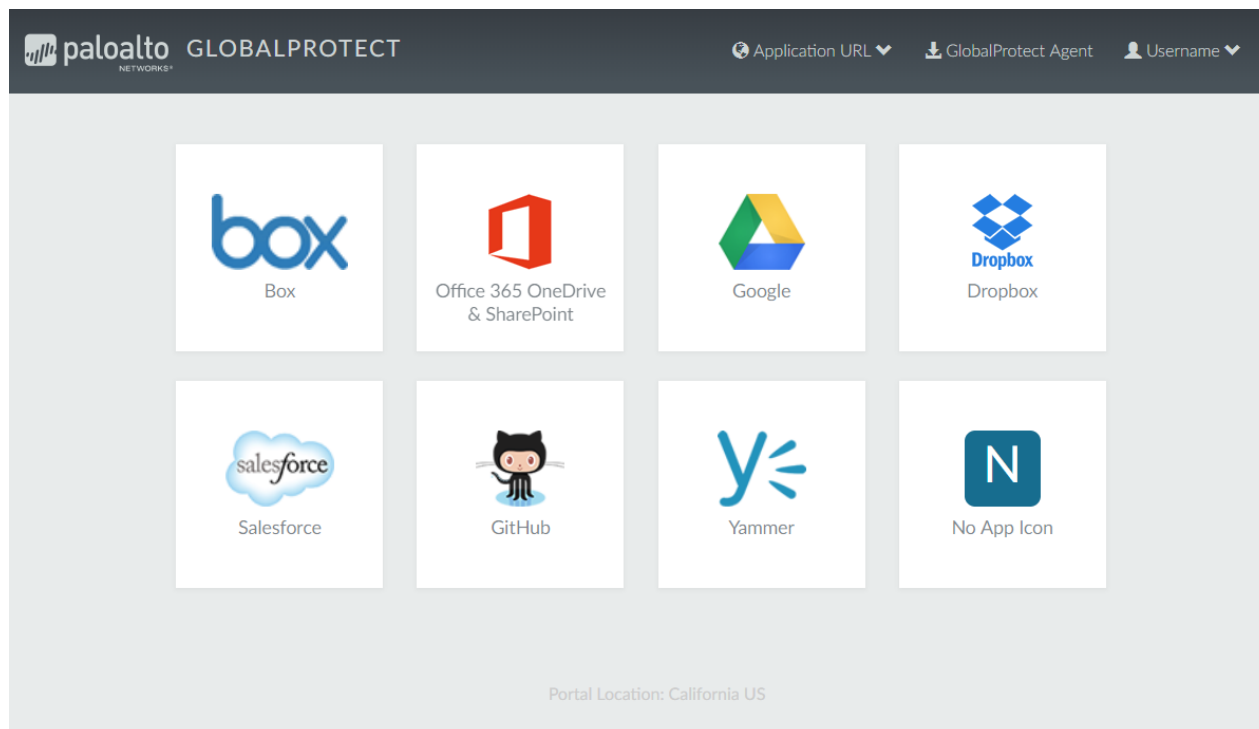 paloalto NETWORKS® GLOBALPROTECT Application URL GlobalProtect Agent Username
box
Dropbox
Box Office 365 OneDrive Google Dropbox
& SharePoint
salesforce N
Salesforce GitHub Yammer No App Icon
Portal Location: California US